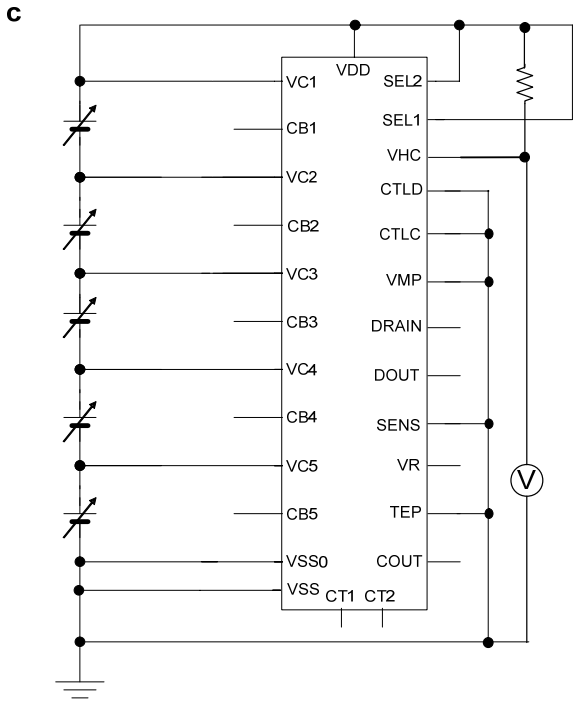 c
VDD
VC1
SEL2
SEL1
CB1
VHC
VC2
CTLD
CB2
CTLC
VC3
VMP
CB3
DRAIN
VC4
DOUT
CB4
SENS
VC5
VR
V
CB5
TEP
VSS0
COUT
VSS
CT1 CT2